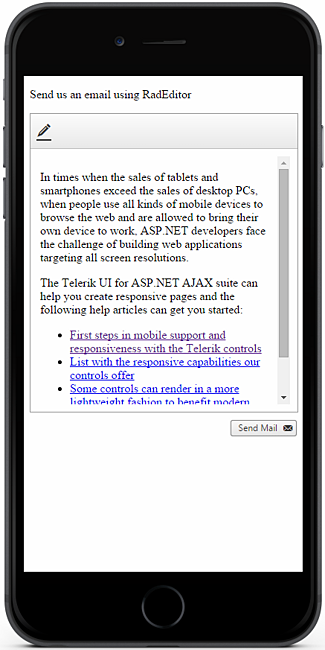 Send us an email using RadEditor
In times when the sales of tablets and
smartphones exceed the sales of desktop PCs,
when people use all kinds of mobile devices to
browse the web and are allowed to bring their
own device to work, ASP.NET developers face
the challenge of building web applications
targeting all screen resolutions.
The Telerik UI for ASP.NET AJAX suite can
help you create responsive pages and the
following help articles can get you started:
First steps in mobile support and
responsiveness with the Telerik controls
List with the responsive capabilities our
controls offer
Some controls can render in a more
lightweight fashion to benefit modern
Send Mail